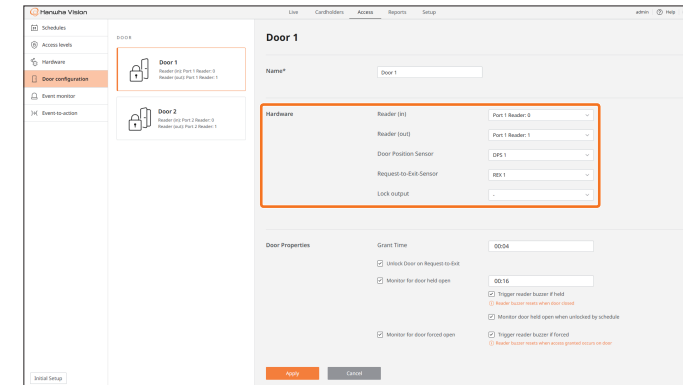 Hanwha Vision
Live Cardholders Access Reports Setup
admin Help
Schedules
Access levels
Hardware
Door configuration
Event monitor
Event-to-action
Initial Setup
DOOR
Door 1
Reader (in): Port 1 Reader: 0
Reader (out): Port 1 Reader: 1
Door 2
Reader (in): Port 2 Reader: 0
Reader (out): Port 2 Reader: 1
Door 1
Name* Door 1
Hardware Reader (in) Port 1 Reader: 0
Reader (out) Port 1 Reader: 1
Door Position Sensor DPS 1
Request-to-Exit-Sensor REX 1
Lock output -
Door Properties Grant Time 00:04
Unlock Door on Request-to-Exit
Monitor for door held open 00:16
Trigger reader buzzer if held
Reader buzzer resets when door closed
Monitor door held open when unlocked by schedule
Monitor for door forced open Trigger reader buzzer if forced
Reader buzzer resets when access granted occurs on door
Apply Cancel